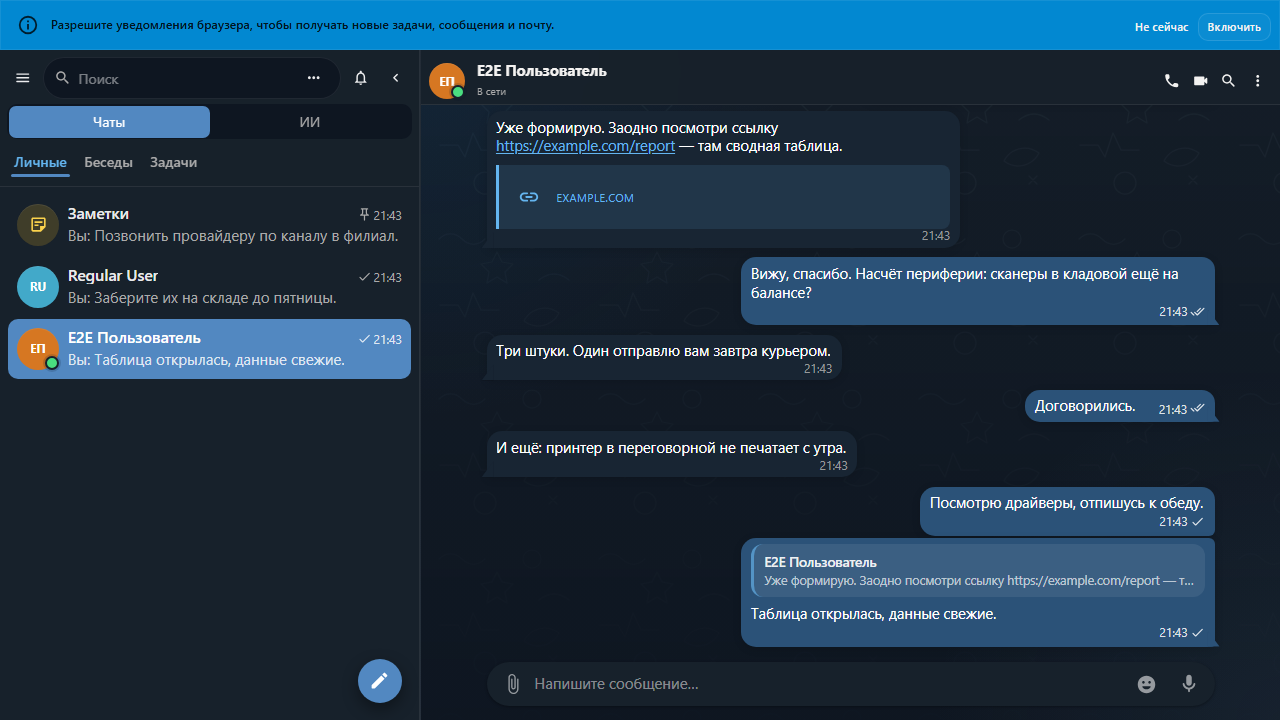 Разрешите уведомления браузера, чтобы получать новые задачи, сообщения и почту.
Не сейчас
Включить
Поиск
Чаты
ИИ
Личные
Беседы
Задачи
Заметки
21:43
Вы: Позвонить провайдеру по каналу в филиал.
RU
Regular User
21:43
Вы: Заберите их на складе до пятницы.
ЕП
E2E Пользователь
21:43
Вы: Таблица открылась, данные свежие.
ЕП
E2E Пользователь
В сети
Уже формирую. Заодно посмотри ссылку
https://example.com/report — там сводная таблица.
EXAMPLE.COM
21:43
Вижу, спасибо. Насчёт периферии: сканеры в кладовой ещё на
балансе?
21:43
Три штуки. Один отправлю вам завтра курьером.
21:43
Договорились.
21:43
И ещё: принтер в переговорной не печатает с утра.
21:43
Посмотрю драйверы, отпишусь к обеду.
21:43
E2E Пользователь
Уже формирую. Заодно посмотри ссылку https://example.com/report — т...
Таблица открылась, данные свежие.
21:43
Напишите сообщение...